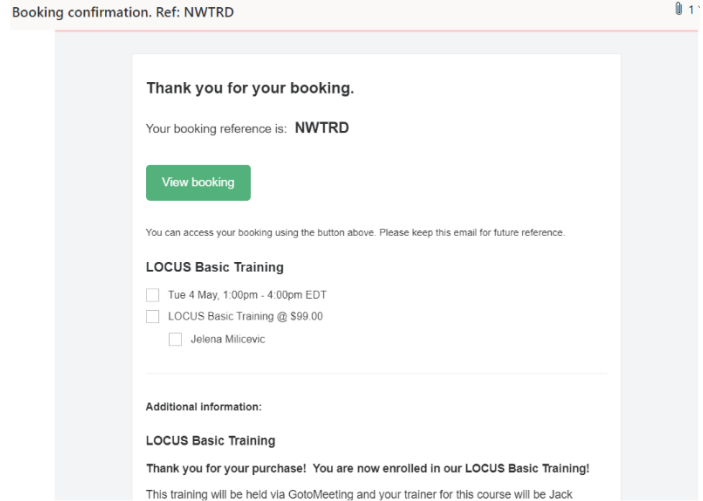 Booking confirmation. Ref: NWTRD
1
Thank you for your booking.
Your booking reference is: NWTRD
View booking
You can access your booking using the button above. Please keep this email for future reference.
LOCUS Basic Training
Tue 4 May, 1:00pm - 4:00pm EDT
LOCUS Basic Training @ $99.00
Jelena Milicevic
Additional information:
LOCUS Basic Training
Thank you for your purchase! You are now enrolled in our LOCUS Basic Training!
This training will be held via GotoMeeting and your trainer for this course will be Jack